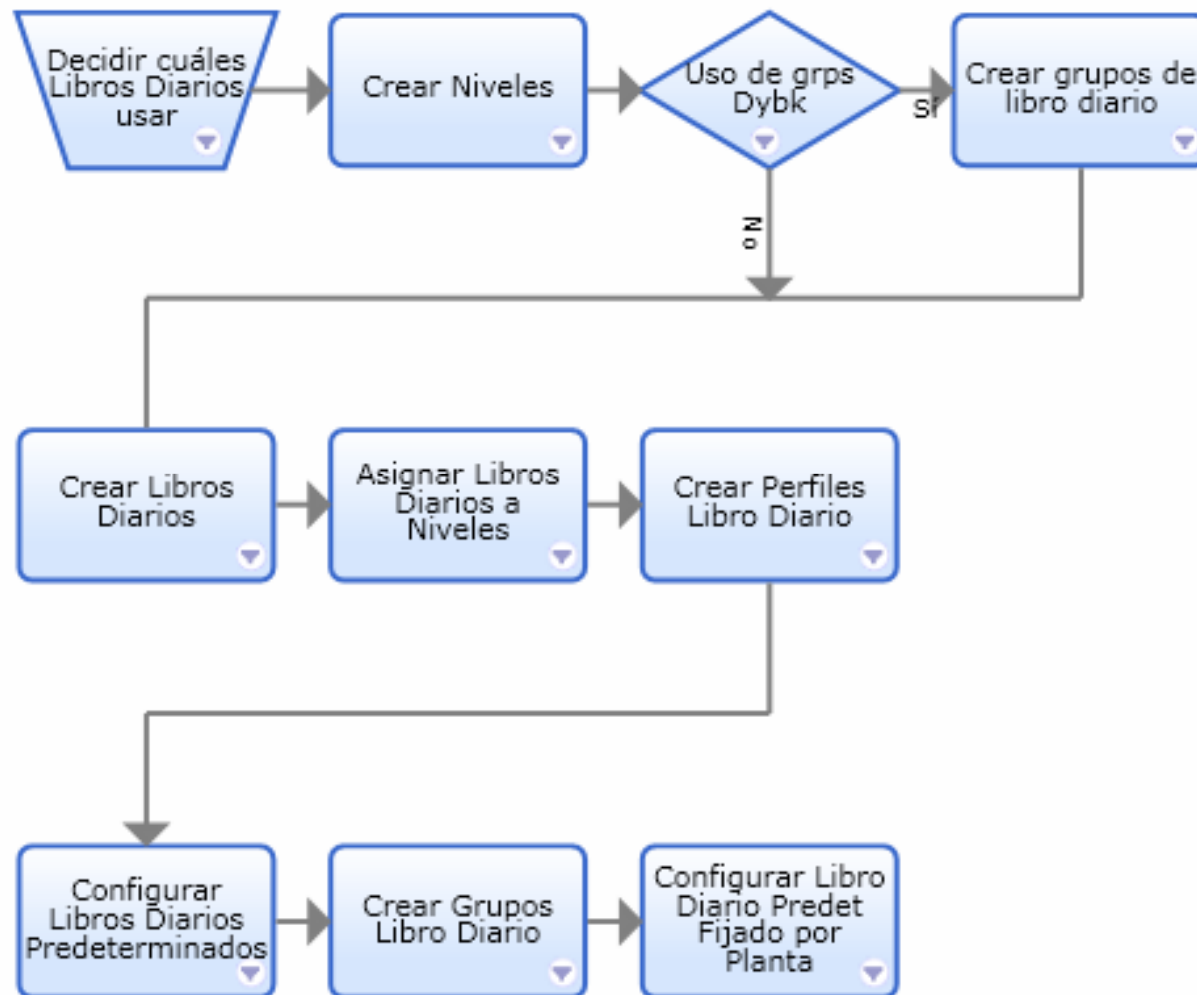 Decidir cuáles
Libros Diarios
usar
Crear Niveles
Uso de grps
Dybk
Sí
Crear grupos de
libro diario
No
Crear Libros
Diarios
Asignar Libros
Diarios a
Niveles
Crear Perfiles
Libro Diario
Configurar
Libros Diarios
Predeterminados
Crear Grupos
Libro Diario
Configurar Libro
Diario Predet
Fijado por
Planta